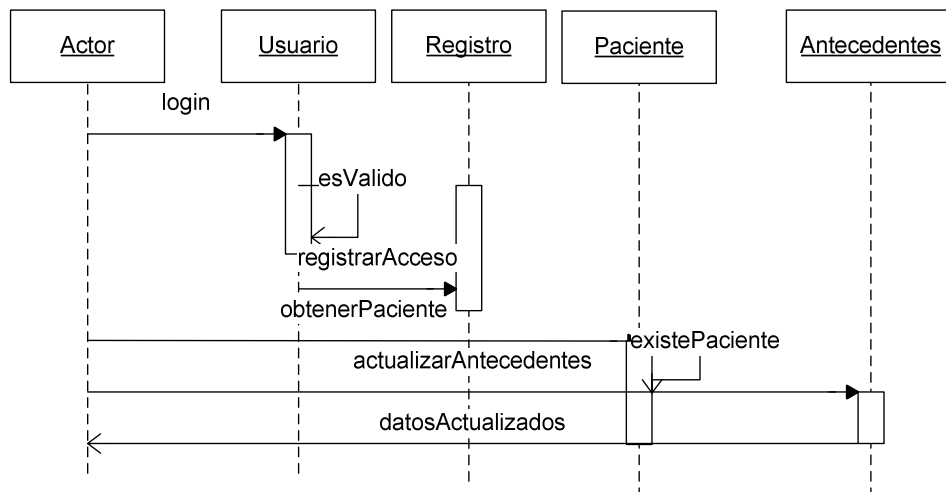 Actor
Usuario
Registro
Paciente
Antecedentes
login
esValido
registrarAcceso
obtenerPaciente
existePaciente
actualizarAntecedentes
datosActualizados